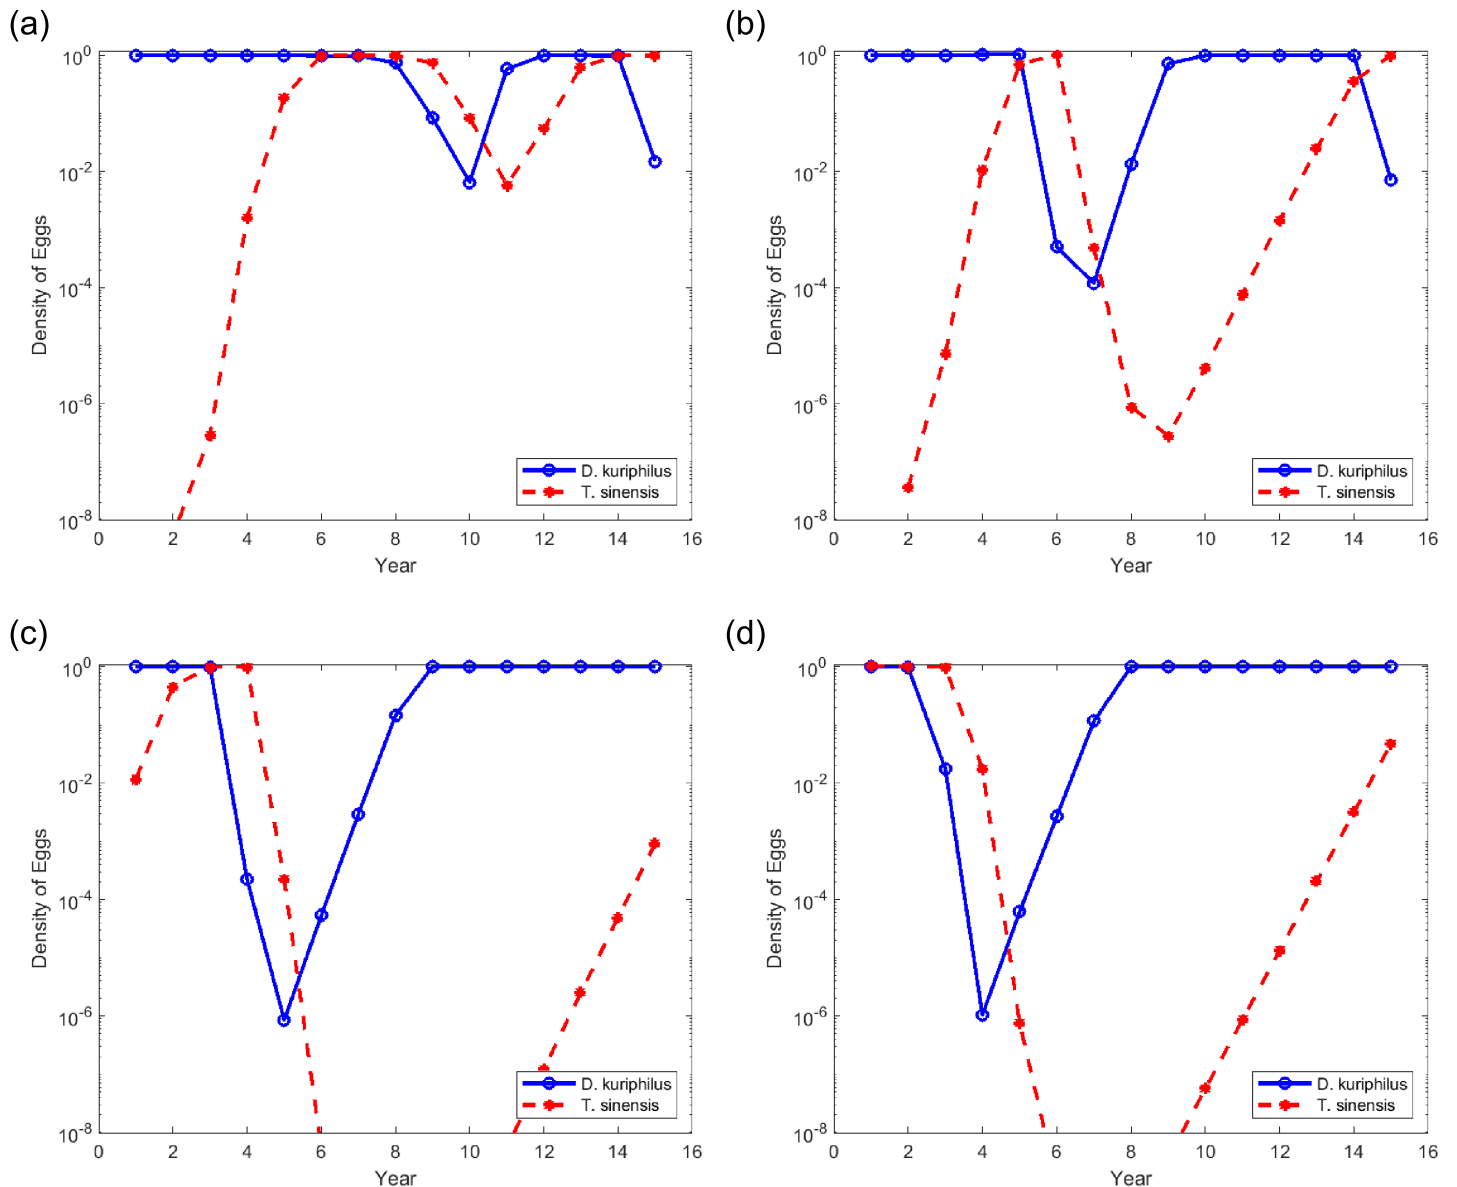 (a)
10^0
10^-2
10^-4
10^-6
10^-8
Density of Eggs
D. kuriphilus
T. sinensis
0 2 4 6 8 10 12 14 16
Year
(b)
10^0
10^-2
10^-4
10^-6
10^-8
Density of Eggs
D. kuriphilus
T. sinensis
0 2 4 6 8 10 12 14 16
Year
(c)
10^0
10^-2
10^-4
10^-6
10^-8
Density of Eggs
D. kuriphilus
T. sinensis
0 2 4 6 8 10 12 14 16
Year
(d)
10^0
10^-2
10^-4
10^-6
10^-8
Density of Eggs
D. kuriphilus
T. sinensis
0 2 4 6 8 10 12 14 16
Year